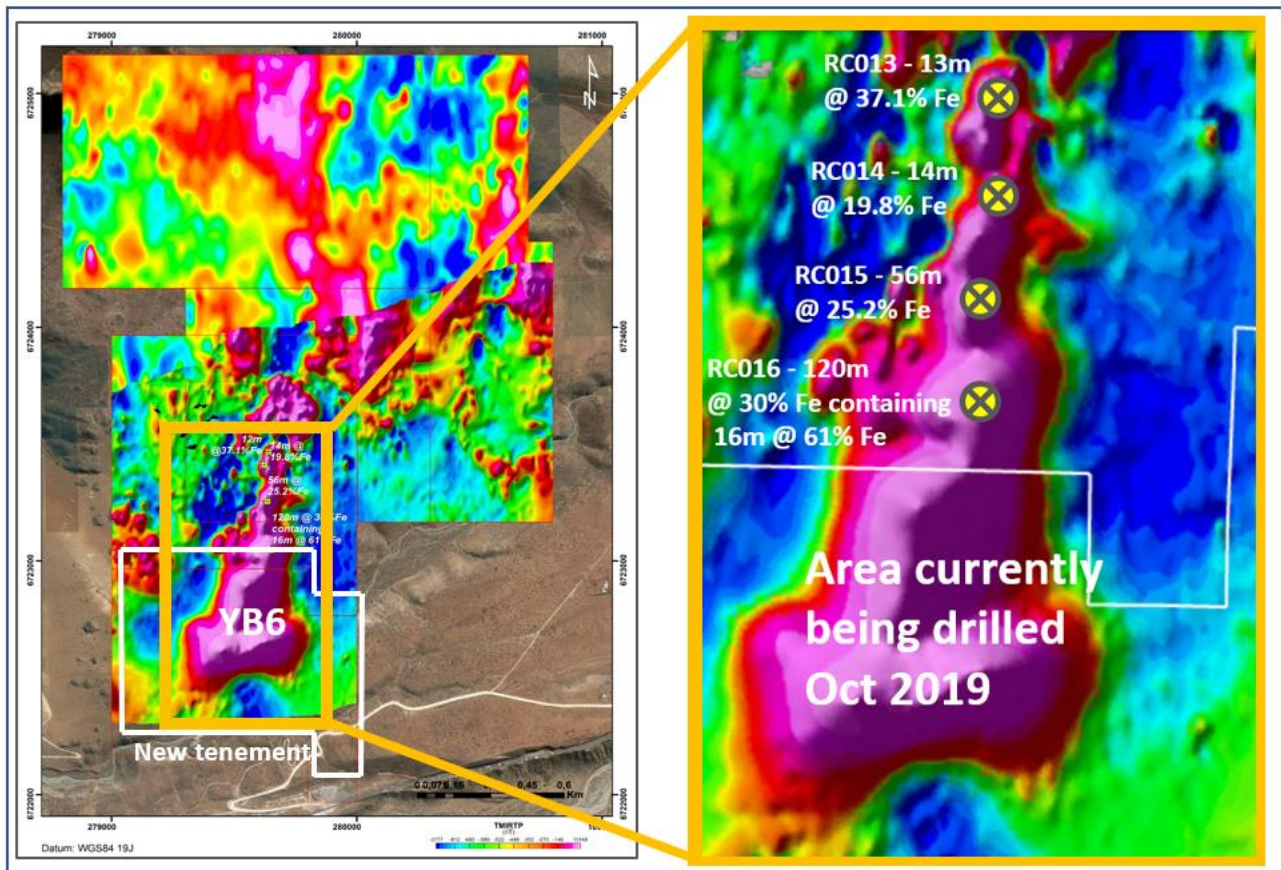 279000
280000
281000
6725000
N
6724000
6723000
6722000
12m
@37.1%Fe
14m @
19.8%Fe
56m @
25.2%Fe
containing
YB6
New tenement
Km
279000
280000
TMIRTP
Datum: WGS84 19J
RC013 - 13m
@ 37.1% Fe
RC014 - 14m
@ 19.8% Fe
RC015 - 56m
@ 25.2% Fe
RC016 - 120m
@ 30% Fe containing
16m @ 61% Fe
Area currently
being drilled
Oct 2019